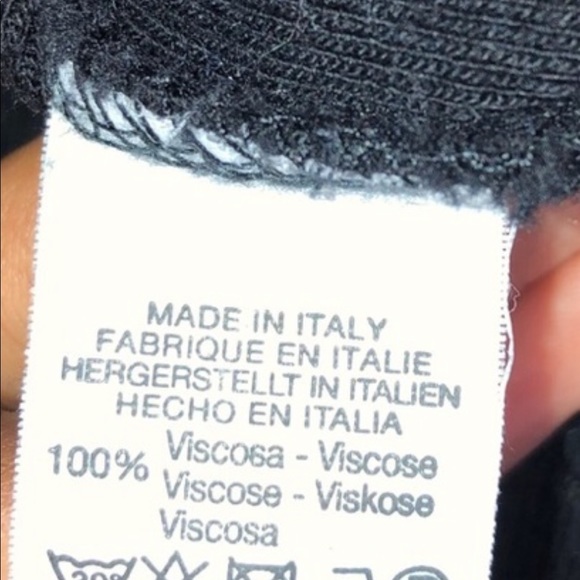 MADE IN ITALY
FABRIQUE EN ITALIE
HERGERSTELLT IN ITALIEN
HECHO EN ITALIA
100% Viscosa - Viscose
Viscose - Viskose
Viscosa